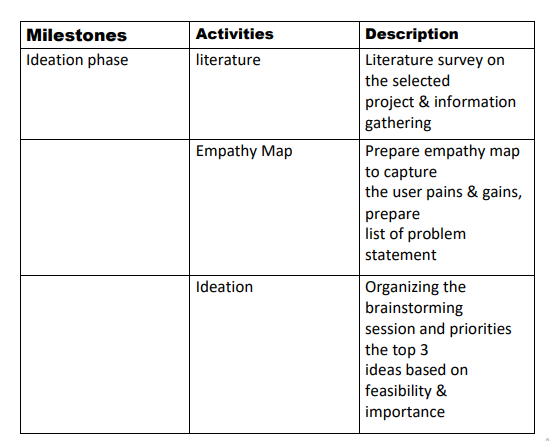 Milestones Activities Description
Ideation phase literature Literature survey on
the selected
project & information
gathering
Empathy Map Prepare empathy map
to capture
the user pains & gains,
prepare
list of problem
statement
Ideation Organizing the
brainstorming
session and priorities
the top 3
ideas based on
feasibility &
importance